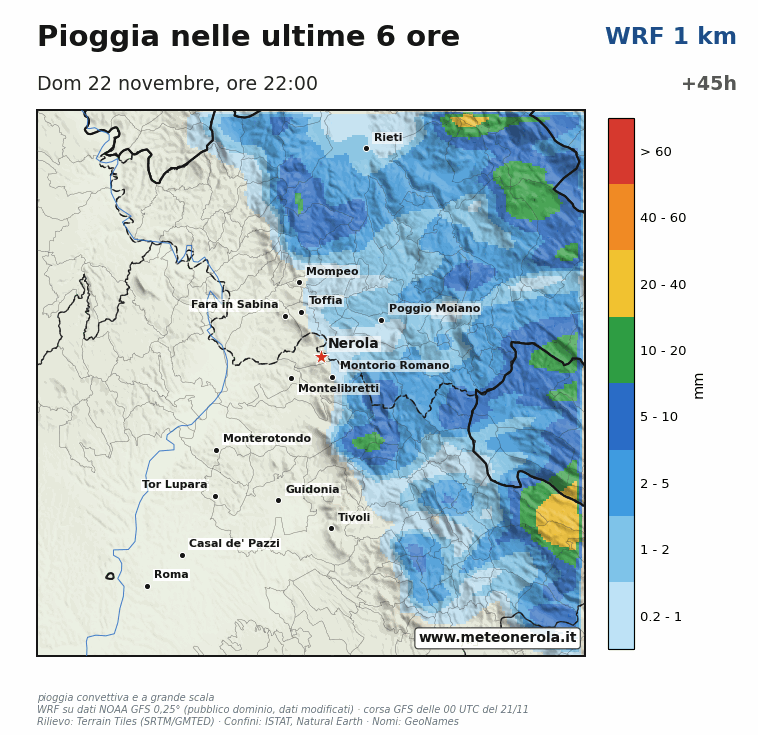 Pioggia nelle ultime 6 ore
WRF 1 km
Dom 22 novembre, ore 22:00
+45h
Rieti
Mompeo
Fara in Sabina
Toffia
Poggio Moiano
Nerola
Montorio Romano
Montelibretti
Monterotondo
Tor Lupara
Guidonia
Tivoli
Casal de' Pazzi
Roma
www.meteonerola.it
> 60
40 - 60
20 - 40
10 - 20
5 - 10
2 - 5
1 - 2
0.2 - 1
mm
pioggia convettiva e a grande scala
WRF su dati NOAA GFS 0,25° (pubblico dominio, dati modificati) · corsa GFS delle 00 UTC del 21/11
Rilievo: Terrain Tiles (SRTM/GMTED) · Confini: ISTAT, Natural Earth · Nomi: GeoNames